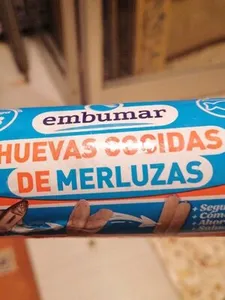 embumar
HUEVAS COCIDAS
DE MERLUZAS